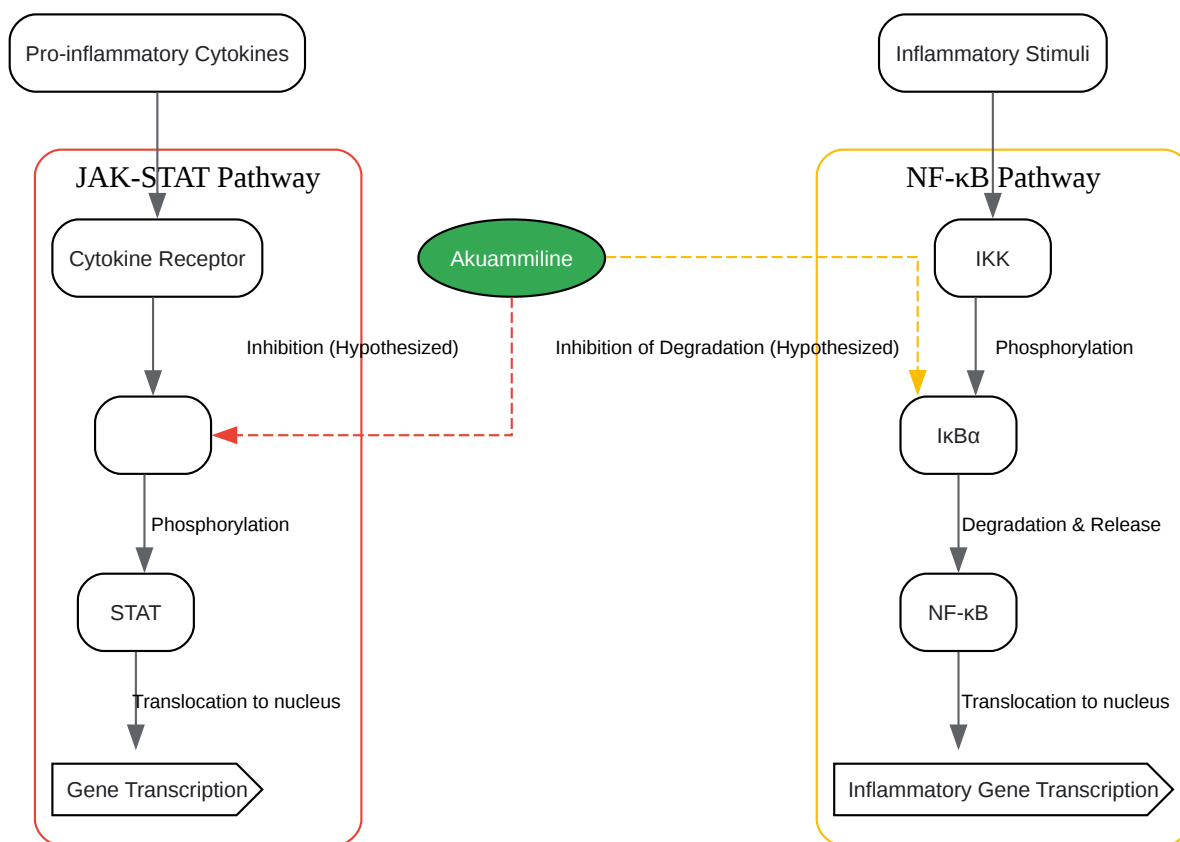 Pro-inflammatory Cytokines
Inflammatory Stimuli
JAK-STAT Pathway
NF-κB Pathway
Cytokine Receptor
Akuammiline
IKK
Inhibition (Hypothesized)
Inhibition of Degradation (Hypothesized)
Phosphorylation
IκBα
Phosphorylation
Degradation & Release
STAT
NF-κB
Translocation to nucleus
Translocation to nucleus
Gene Transcription
Inflammatory Gene Transcription